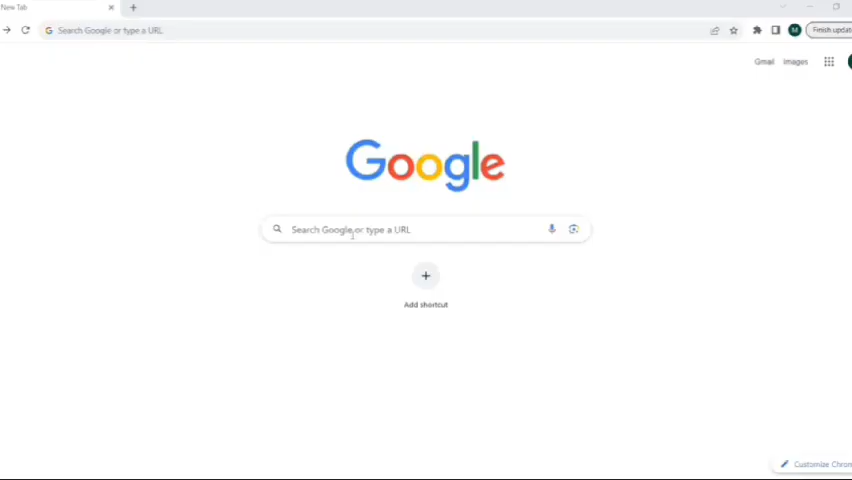 New Tab
Search Google or type a URL
M
Finish updat
Gmail
Images
Google
Search Google or type a URL
Add shortcut
Customize Chrom